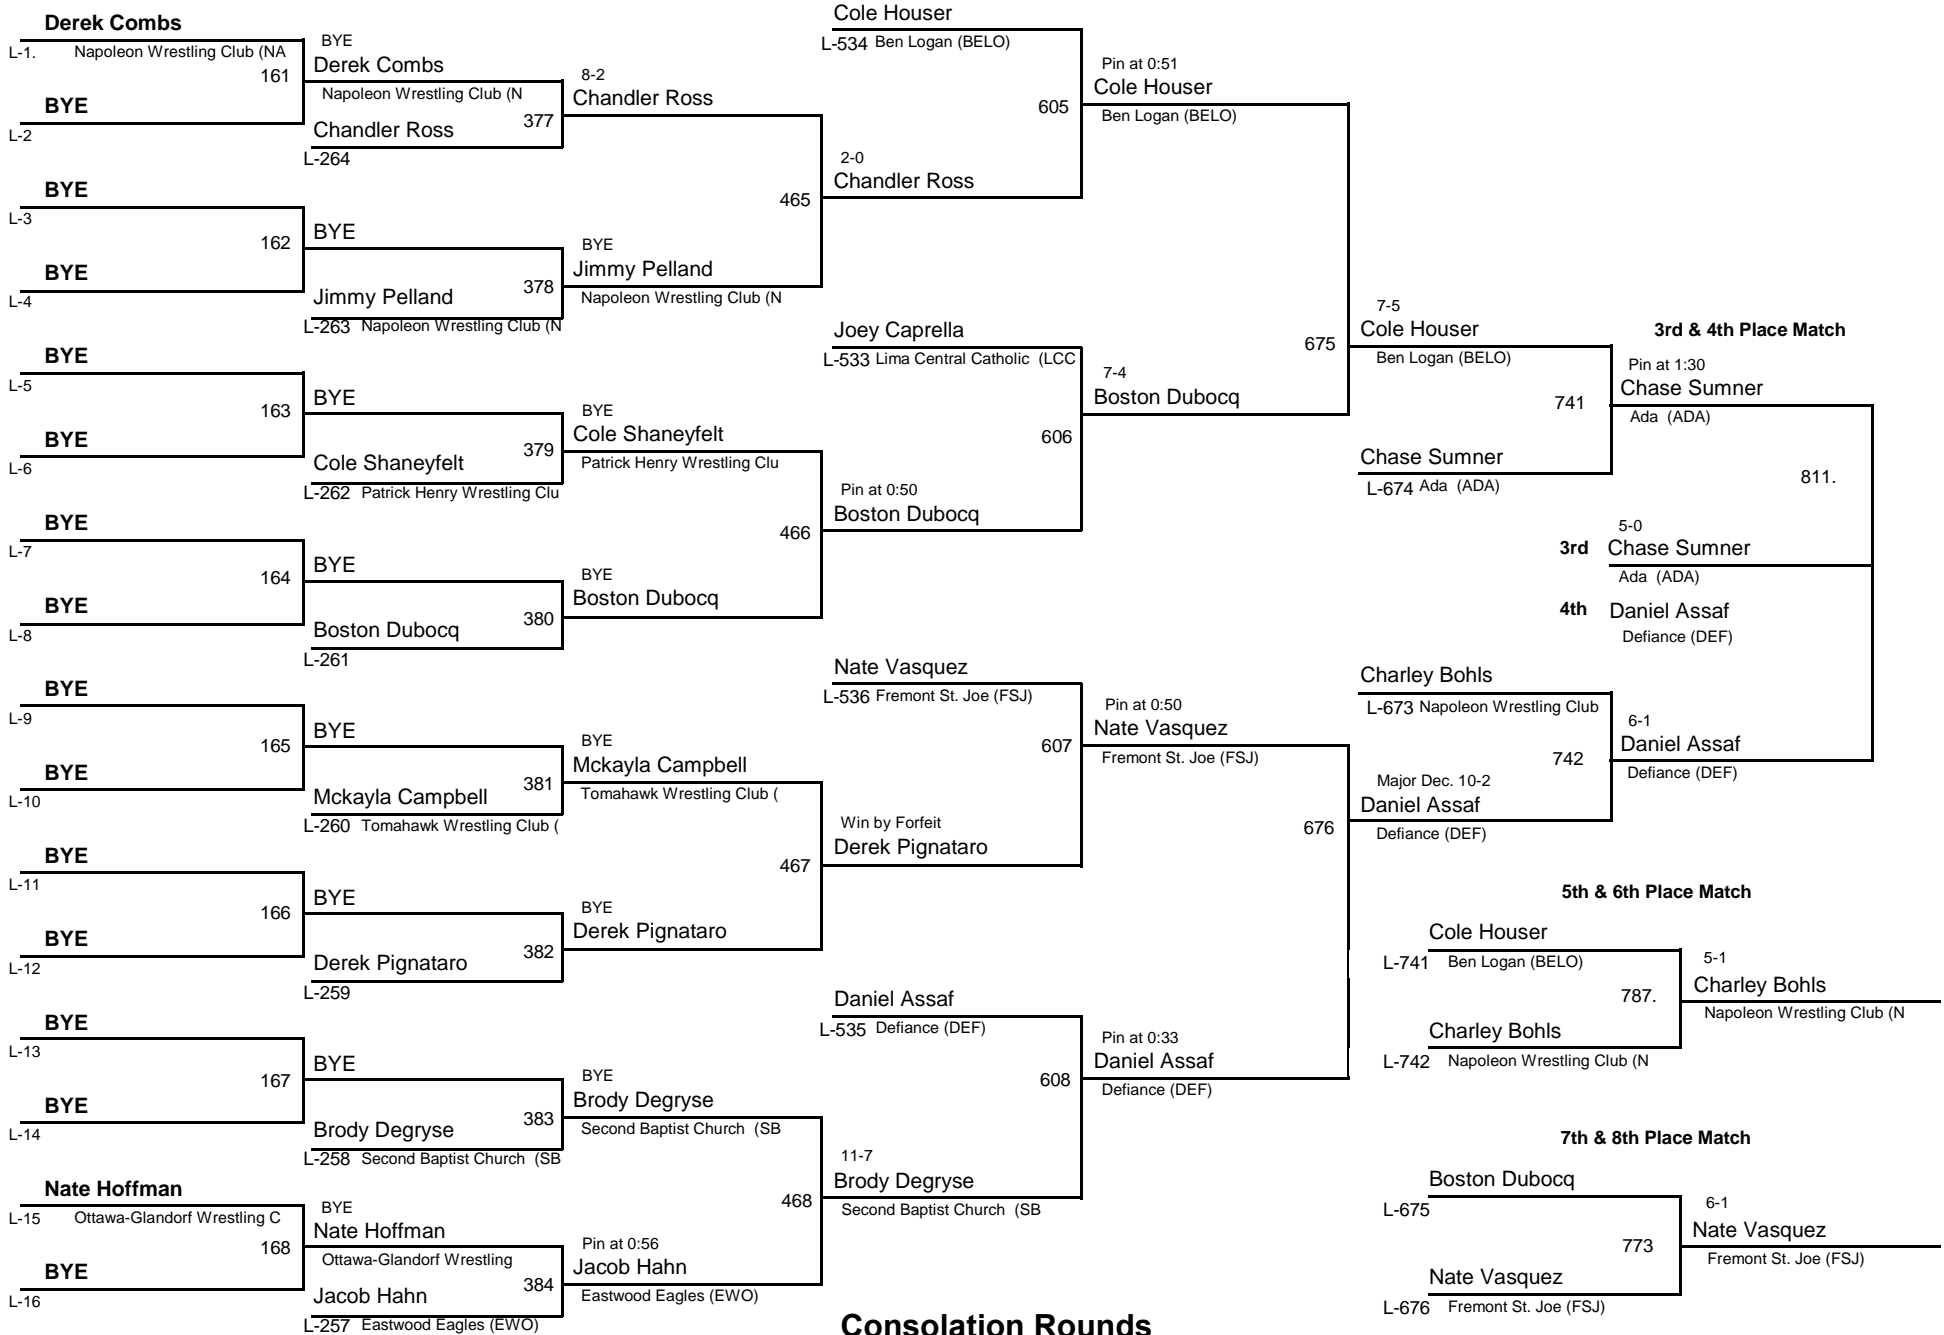 Derek Combs
L-1. Napoleon Wrestling Club (NA
161
BYE
L-2
BYE
L-3
162
BYE
L-4
BYE
L-5
163
BYE
L-6
BYE
L-7
164
BYE
L-8
BYE
L-9
165
BYE
L-10
BYE
L-11
166
BYE
L-12
BYE
L-13
167
BYE
L-14
Nate Hoffman
L-15 Ottawa-Glandorf Wrestling C
168
BYE
L-16
BYE
Derek Combs
Napoleon Wrestling Club (N
377
Chandler Ross
L-264
BYE
378
Jimmy Pelland
L-263 Napoleon Wrestling Club (N
BYE
379
Cole Shaneyfelt
L-262 Patrick Henry Wrestling Clu
BYE
380
Boston Dubocq
L-261
BYE
381
Mckayla Campbell
L-260 Tomahawk Wrestling Club (
BYE
382
Derek Pignataro
L-259
BYE
383
Brody Degryse
L-258 Second Baptist Church (SB
BYE
Nate Hoffman
Ottawa-Glandorf Wrestling
384
Jacob Hahn
L-257 Eastwood Eagles (EWO)
8-2
Chandler Ross
465
BYE
Jimmy Pelland
Napoleon Wrestling Club (N
BYE
Cole Shaneyfelt
Patrick Henry Wrestling Clu
466
BYE
Boston Dubocq
BYE
Mckayla Campbell
Tomahawk Wrestling Club (
467
BYE
Derek Pignataro
BYE
Brody Degryse
Second Baptist Church (SB
468
Pin at 0:56
Jacob Hahn
Eastwood Eagles (EWO)
Cole Houser
L-534 Ben Logan (BELO)
605
2-0
Chandler Ross
Joey Caprella
L-533 Lima Central Catholic (LCC
606
Pin at 0:50
Boston Dubocq
Nate Vasquez
L-536 Fremont St. Joe (FSJ)
607
Win by Forfeit
Derek Pignataro
Daniel Assaf
L-535 Defiance (DEF)
608
11-7
Brody Degryse
Second Baptist Church (SB
Pin at 0:51
Cole Houser
Ben Logan (BELO)
675
7-4
Boston Dubocq
Pin at 0:50
Nate Vasquez
Fremont St. Joe (FSJ)
676
Pin at 0:33
Daniel Assaf
Defiance (DEF)
7-5
Cole Houser
Ben Logan (BELO)
741
Chase Sumner
L-674 Ada (ADA)
Charley Bohls
L-673 Napoleon Wrestling Club
742
Major Dec. 10-2
Daniel Assaf
Defiance (DEF)
3rd & 4th Place Match
Pin at 1:30
Chase Sumner
Ada (ADA)
811.
5-0
3rd Chase Sumner
Ada (ADA)
4th Daniel Assaf
Defiance (DEF)
6-1
Daniel Assaf
Defiance (DEF)
5th & 6th Place Match
Cole Houser
L-741 Ben Logan (BELO)
787.
Charley Bohls
L-742 Napoleon Wrestling Club (N
5-1
Charley Bohls
Napoleon Wrestling Club (N
7th & 8th Place Match
Boston Dubocq
L-675
773
Nate Vasquez
L-676 Fremont St. Joe (FSJ)
6-1
Nate Vasquez
Fremont St. Joe (FSJ)
Consolation Rounds